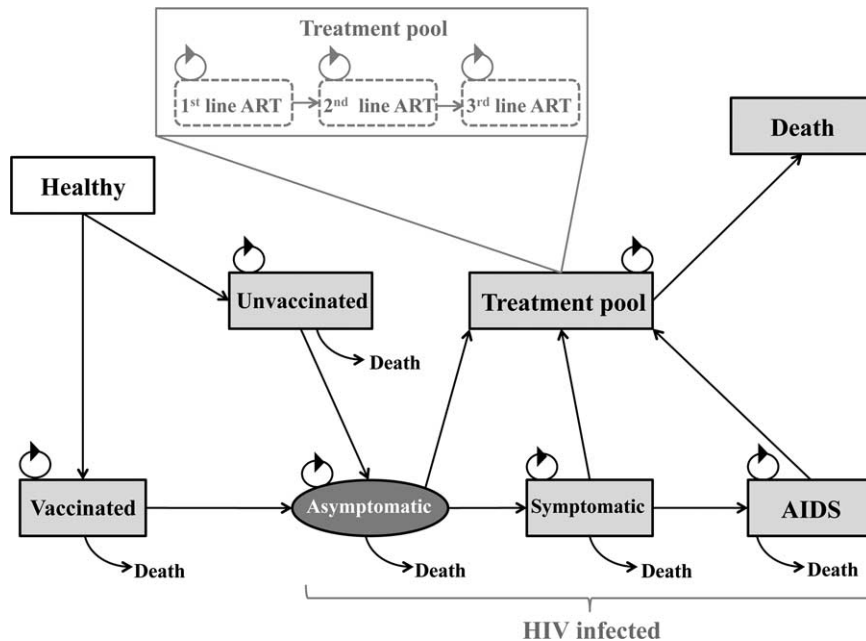 Treatment pool
1st line ART
2nd line ART
3rd line ART
Death
Healthy
Unvaccinated
Treatment pool
Death
Vaccinated
Asymptomatic
Symptomatic
AIDS
Death
Death
Death
Death
HIV infected